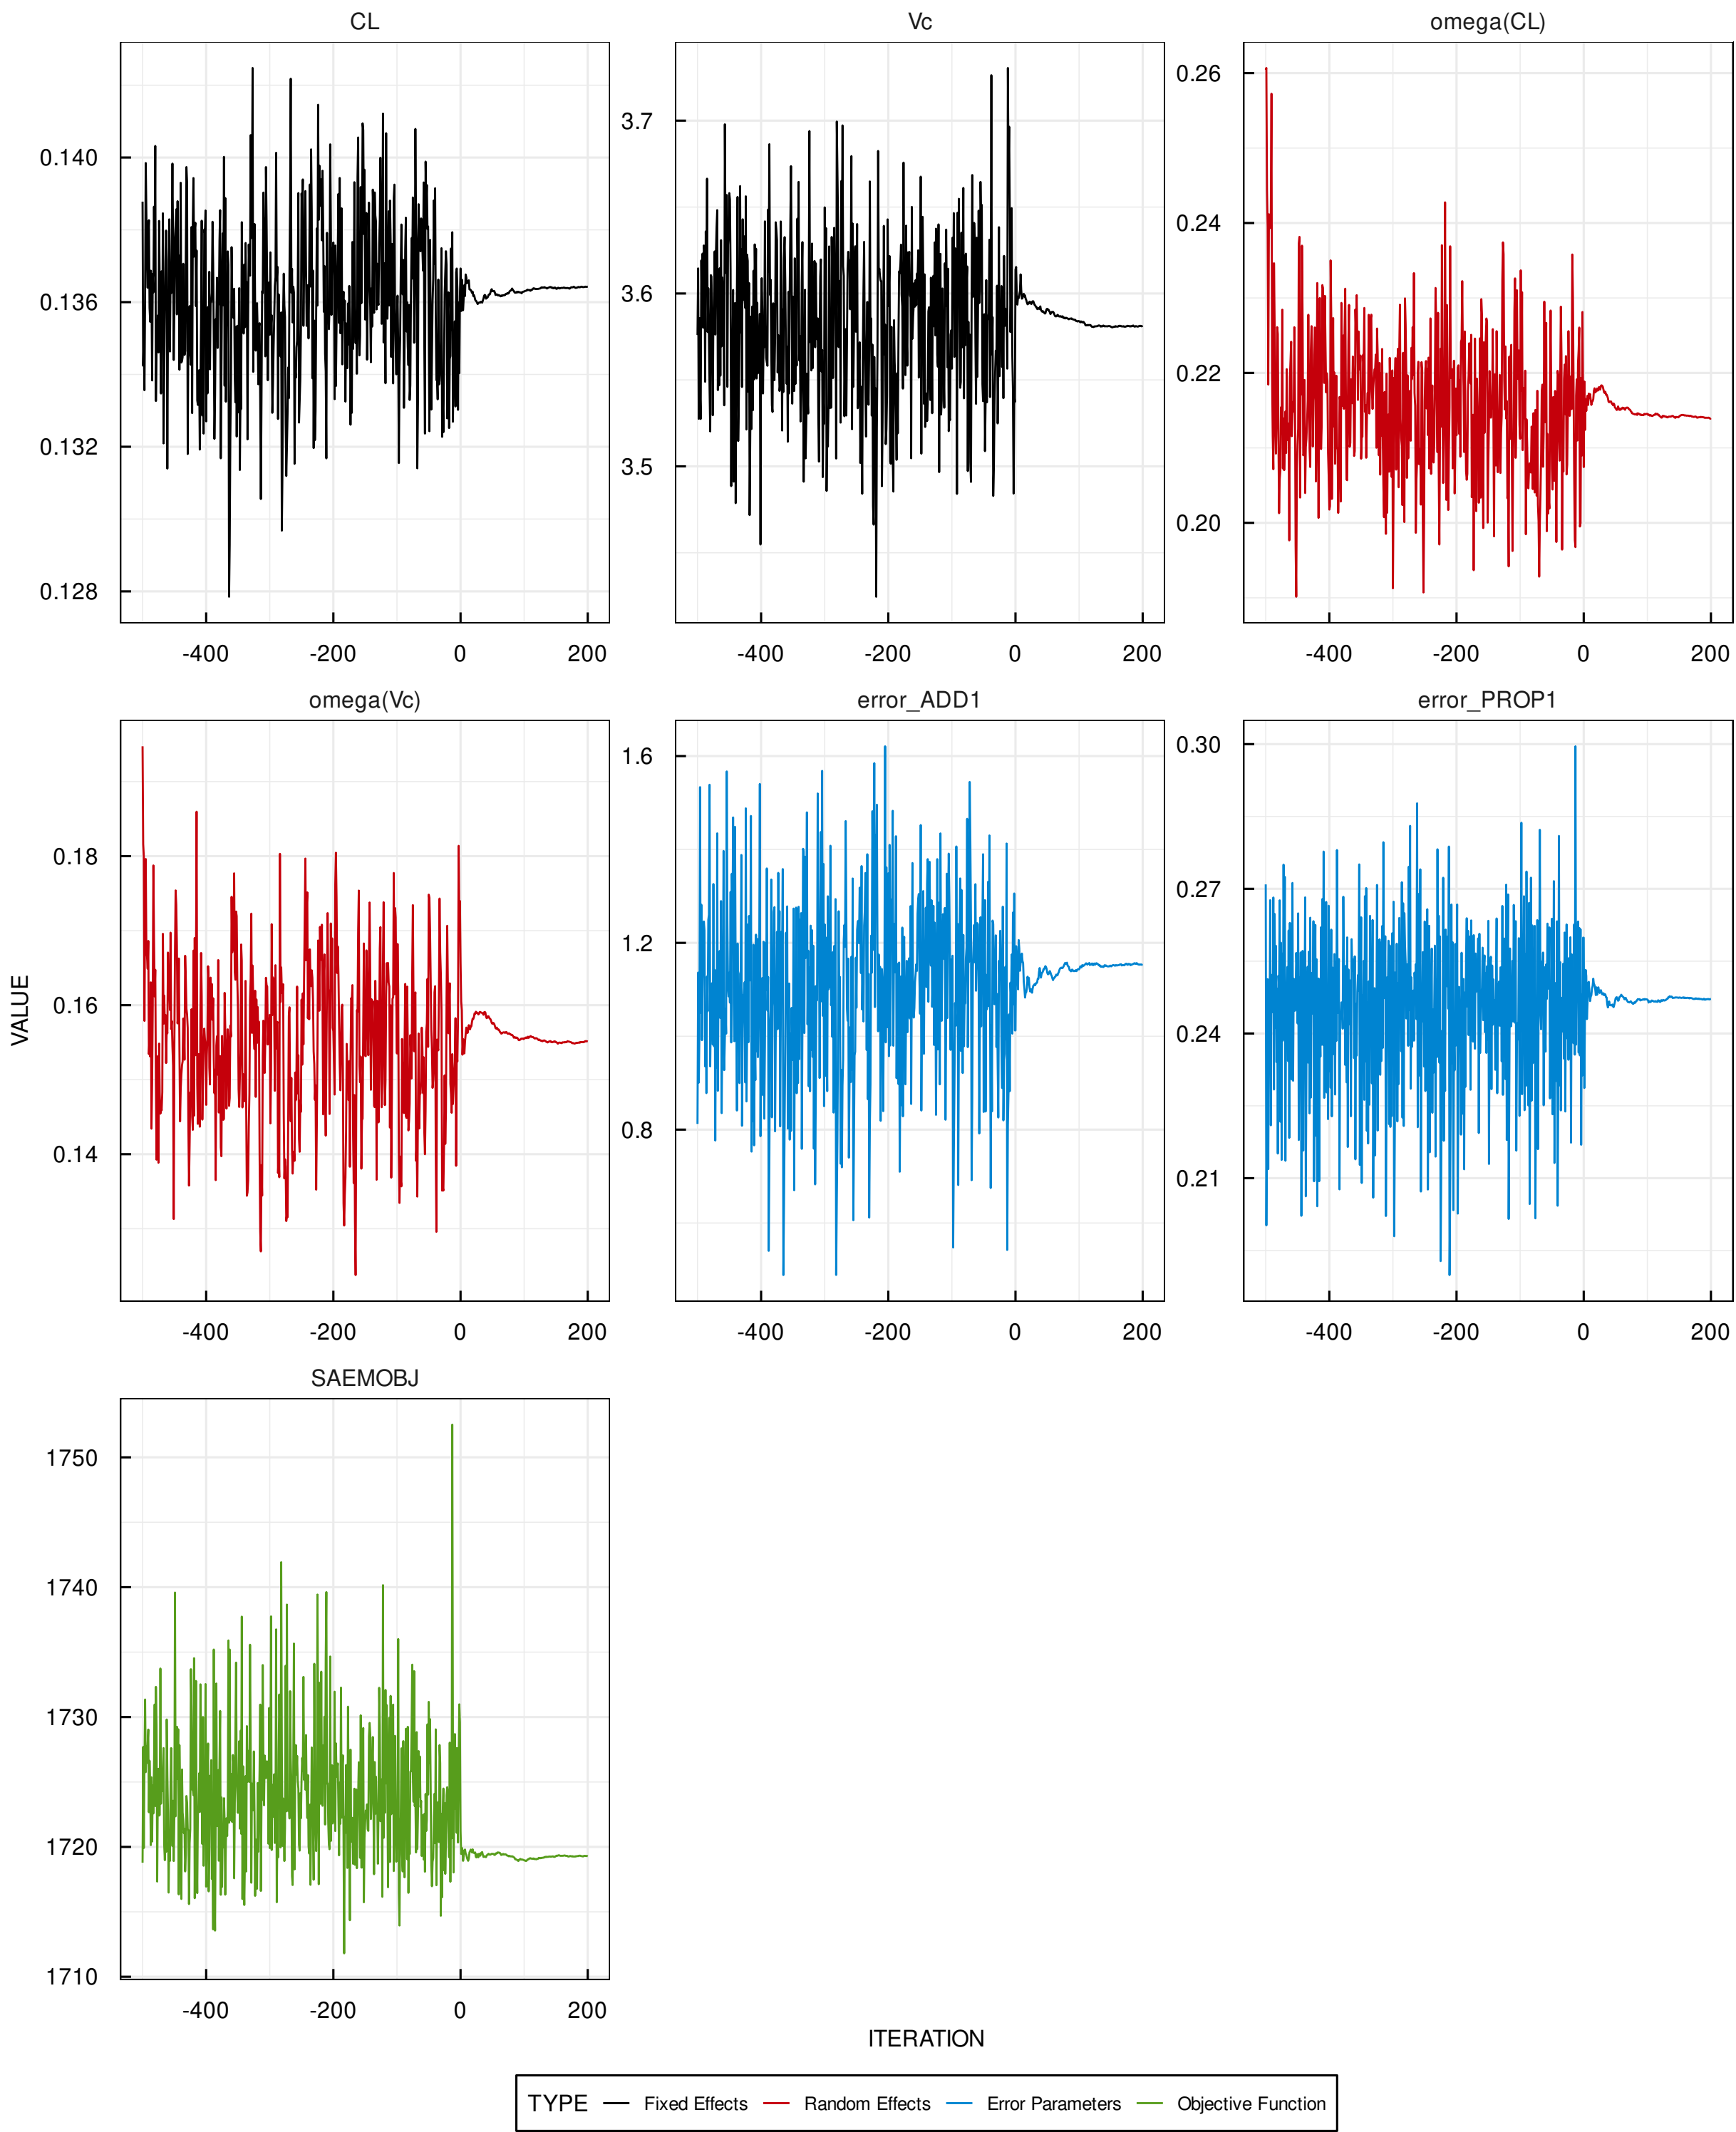 CL
Vc
omega(CL)
0.140
0.136
0.132
0.128
3.7
3.6
3.5
0.26
0.24
0.22
0.20
-400 -200 0 200
-400 -200 0 200
-400 -200 0 200
omega(Vc)
error_ADD1
error_PROP1
0.18
0.16
0.14
1.6
1.2
0.8
0.30
0.27
0.24
0.21
-400 -200 0 200
-400 -200 0 200
-400 -200 0 200
VALUE
SAEMOBJ
1750
1740
1730
1720
1710
-400 -200 0 200
ITERATION
TYPE Fixed Effects Random Effects Error Parameters Objective Function